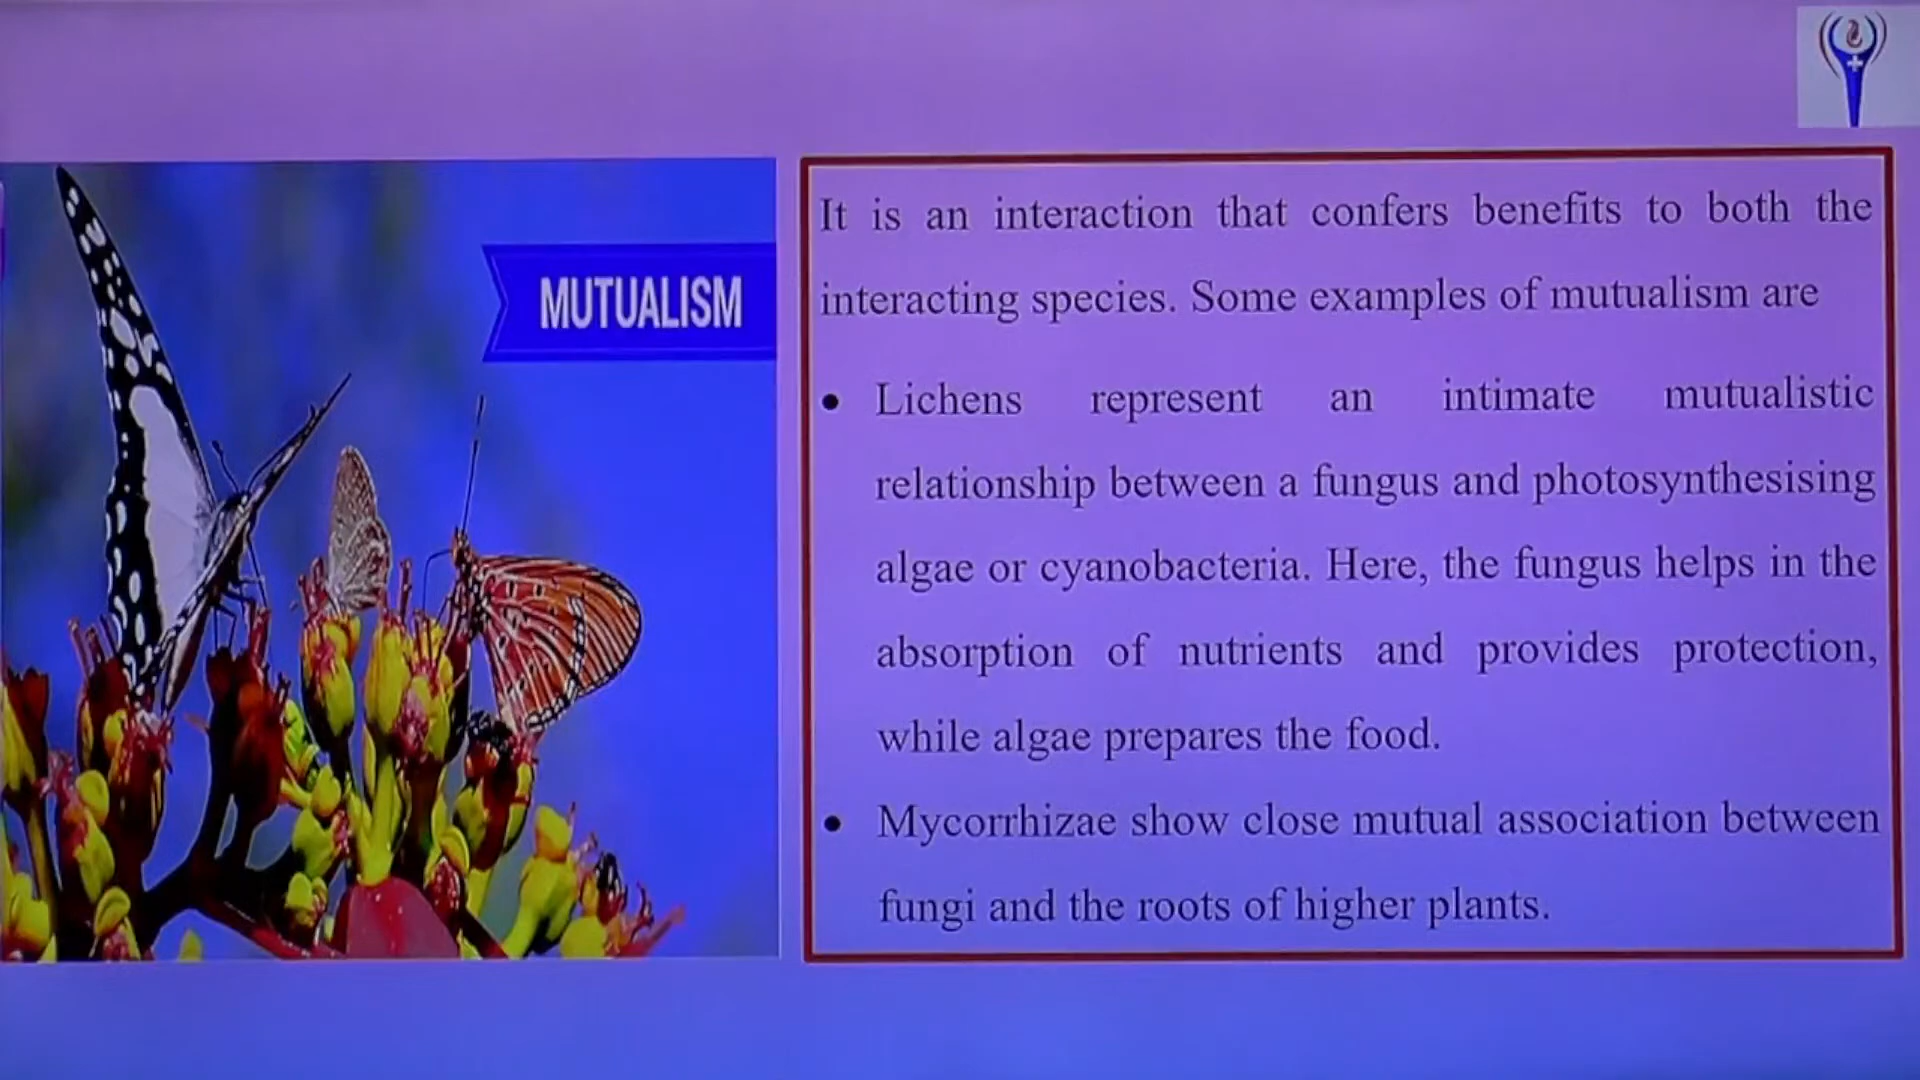 MUTUALISM
It is an interaction that confers benefits to both the
interacting species. Some examples of mutualism are
• Lichens represent an intimate mutualistic
relationship between a fungus and photosynthesising
algae or cyanobacteria. Here, the fungus helps in the
absorption of nutrients and provides protection,
while algae prepares the food.
• Mycorrhizae show close mutual association between
fungi and the roots of higher plants.